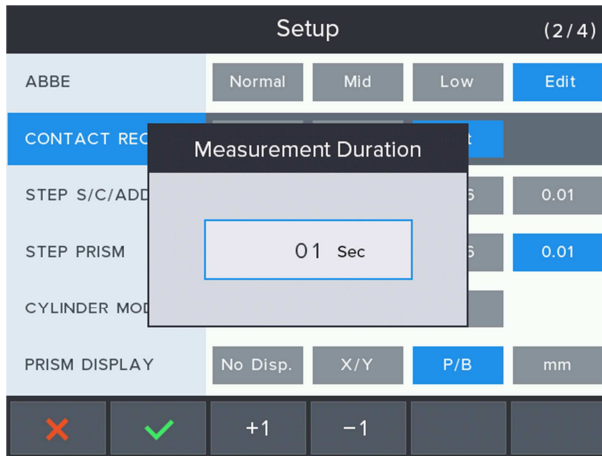 Setup (2/4)
ABBE Normal Mid Low Edit
CONTACT REC
Measurement Duration
STEP S/C/ADD 0.01
01 Sec
STEP PRISM 0.01
CYLINDER MOD
PRISM DISPLAY No Disp. X/Y P/B mm
+1 −1